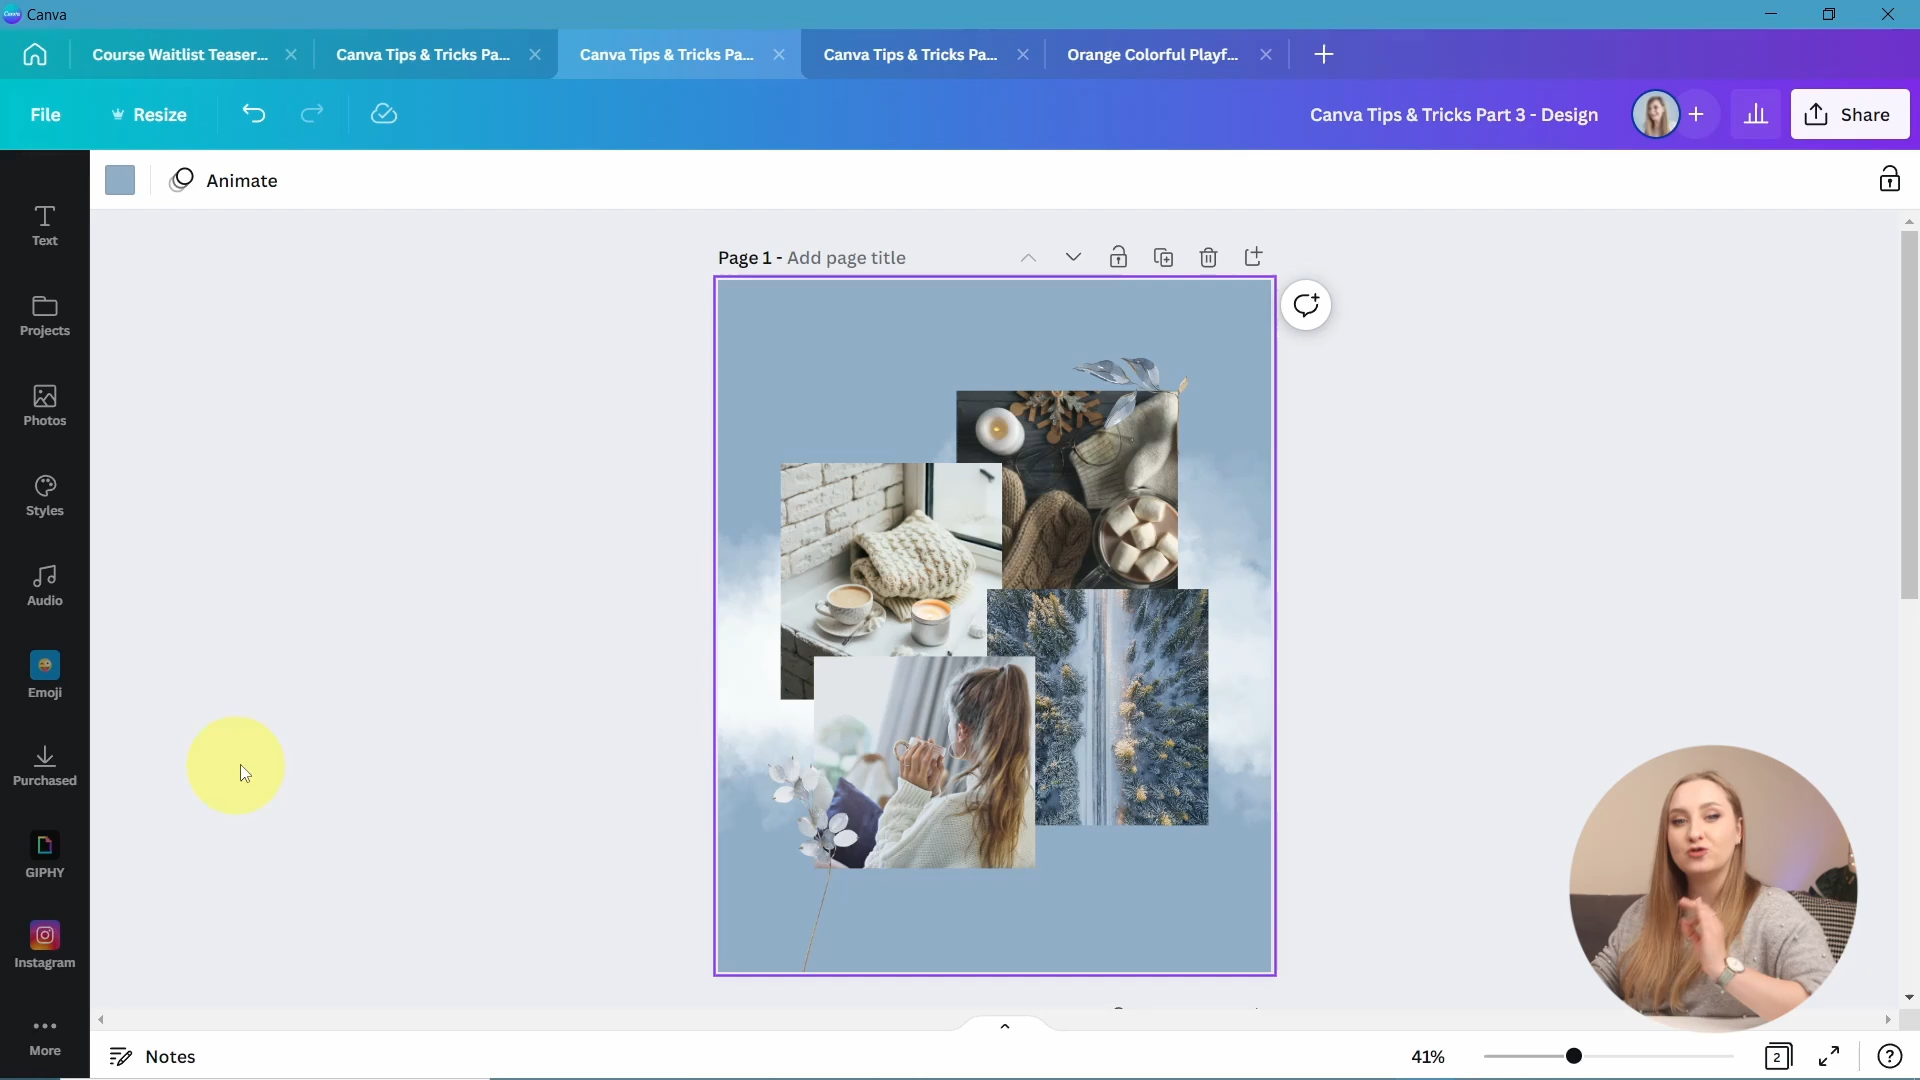 Canva
Course Waitlist Teaser...
Canva Tips & Tricks Pa...
Canva Tips & Tricks Pa...
Canva Tips & Tricks Pa...
Orange Colorful Playf...
File
Resize
Canva Tips & Tricks Part 3 - Design
Share
Animate
Text
Projects
Photos
Styles
Audio
Emoji
Purchased
GIPHY
Instagram
More
Page 1 - Add page title
Notes
41%
2